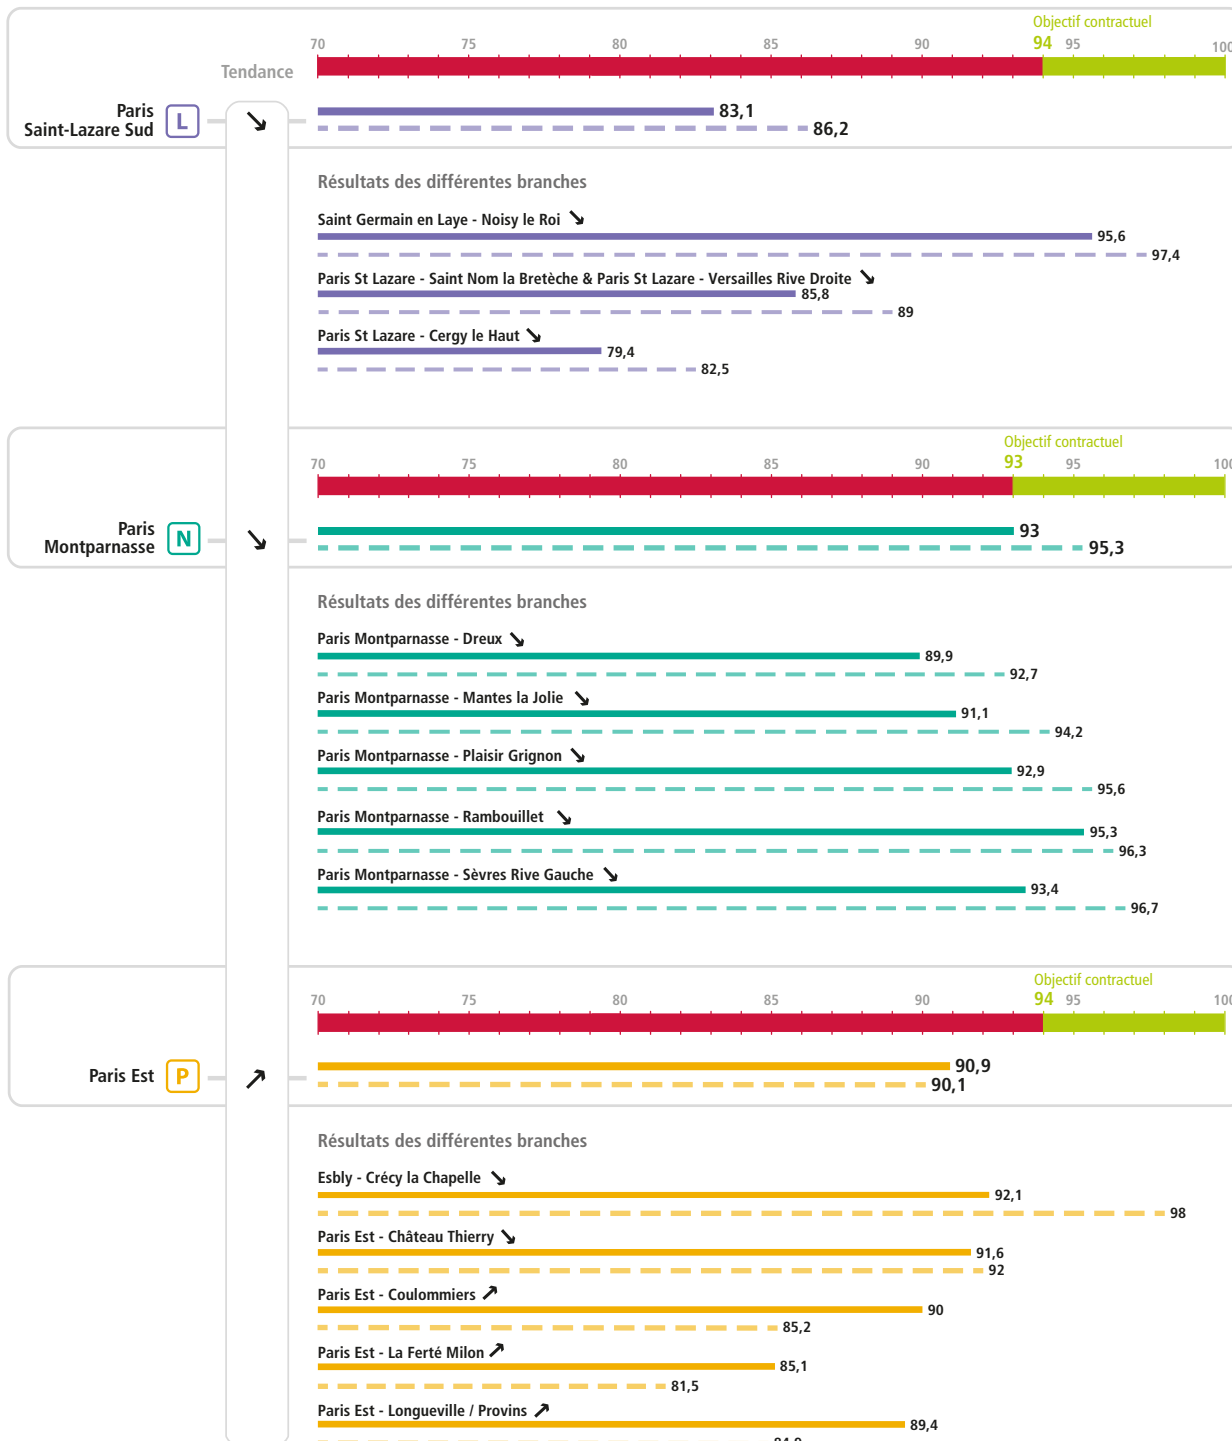 Objectif contractuel
70 75 80 85 90 94 95 100
Tendance
Paris
Saint-Lazare Sud
L
83,1
86,2
Résultats des différentes branches
Saint Germain en Laye - Noisy le Roi
95,6
97,4
Paris St Lazare - Saint Nom la Bretèche & Paris St Lazare - Versailles Rive Droite
85,8
89
Paris St Lazare - Cergy le Haut
79,4
82,5
Objectif contractuel
70 75 80 85 90 93 95 100
Paris
Montparnasse
N
93
95,3
Résultats des différentes branches
Paris Montparnasse - Dreux
89,9
92,7
Paris Montparnasse - Mantes la Jolie
91,1
94,2
Paris Montparnasse - Plaisir Grignon
92,9
95,6
Paris Montparnasse - Rambouillet
95,3
96,3
Paris Montparnasse - Sèvres Rive Gauche
93,4
96,7
Objectif contractuel
70 75 80 85 90 94 95 100
Paris Est
P
90,9
90,1
Résultats des différentes branches
Esbly - Crécy la Chapelle
92,1
98
Paris Est - Château Thierry
91,6
92
Paris Est - Coulommiers
90
85,2
Paris Est - La Ferté Milon
85,1
81,5
Paris Est - Longueville / Provins
89,4